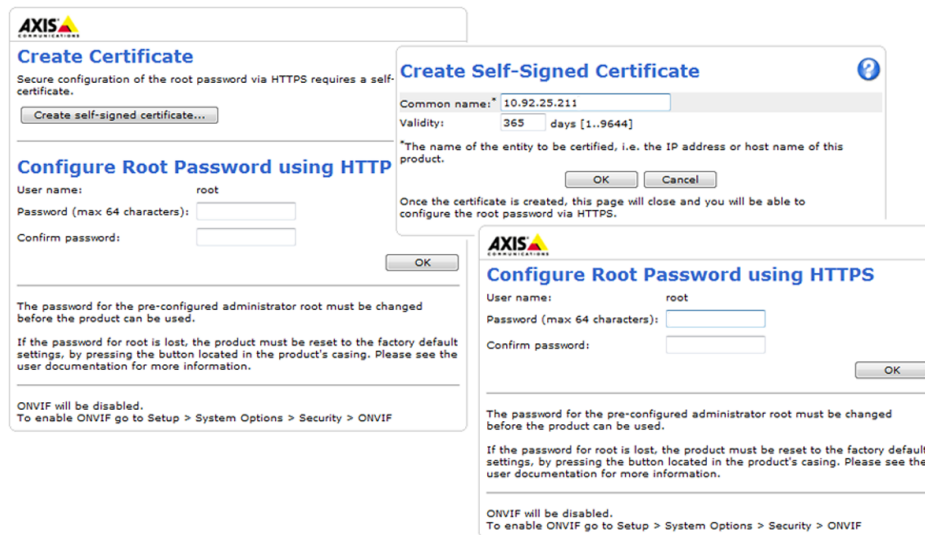 AXIS
COMMUNICATIONS
Create Certificate
Secure configuration of the root password via HTTPS requires a self-
certificate.
Create self-signed certificate...
Configure Root Password using HTTP
User name: root
Password (max 64 characters):
Confirm password:
OK
The password for the pre-configured administrator root must be changed
before the product can be used.
If the password for root is lost, the product must be reset to the factory default
settings, by pressing the button located in the product's casing. Please see the
user documentation for more information.
ONVIF will be disabled.
To enable ONVIF go to Setup > System Options > Security > ONVIF
Create Self-Signed Certificate
?
Common name:* 10.92.25.211
Validity: 365 days [1..9644]
*The name of the entity to be certified, i.e. the IP address or host name of this
product.
OK Cancel
Once the certificate is created, this page will close and you will be able to
configure the root password via HTTPS.
AXIS
COMMUNICATIONS
Configure Root Password using HTTPS
User name: root
Password (max 64 characters):
Confirm password:
OK
The password for the pre-configured administrator root must be changed
before the product can be used.
If the password for root is lost, the product must be reset to the factory default
settings, by pressing the button located in the product's casing. Please see the
user documentation for more information.
ONVIF will be disabled.
To enable ONVIF go to Setup > System Options > Security > ONVIF